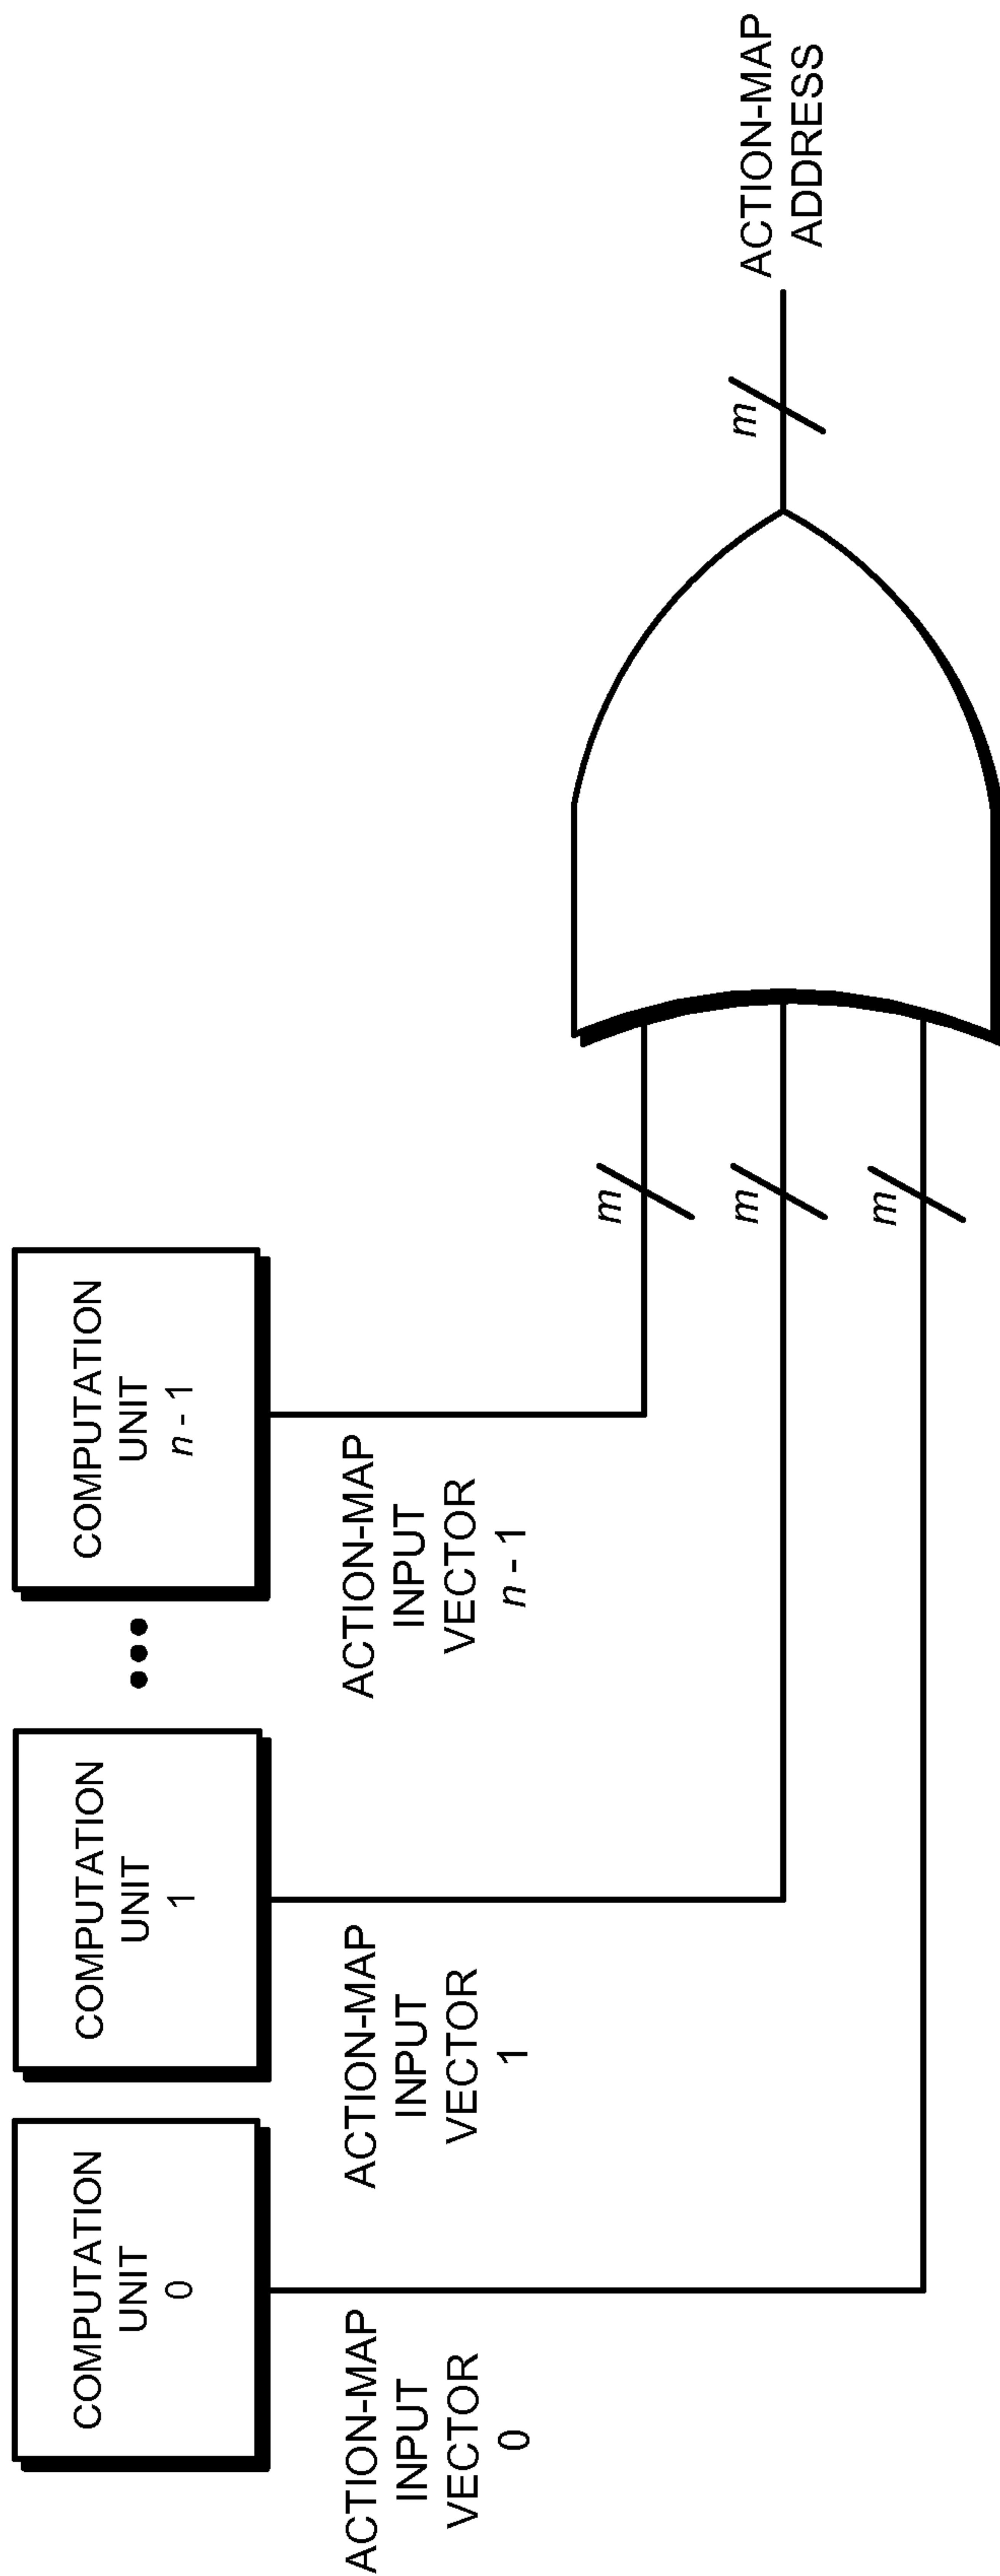 COMPUTATION
UNIT
0
COMPUTATION
UNIT
1
COMPUTATION
UNIT
n - 1
ACTION-MAP
INPUT
VECTOR
0
ACTION-MAP
INPUT
VECTOR
1
ACTION-MAP
INPUT
VECTOR
n - 1
m
m
m
m
ACTION-MAP
ADDRESS